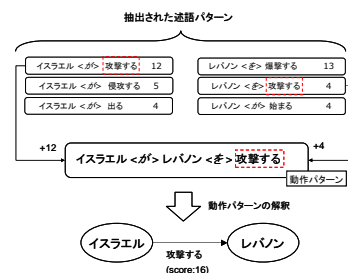 抽出された述語パターン
イスラエル <が> 攻撃する 12
イスラエル <が> 侵攻する 5
イスラエル <が> 出る 4
レバノン <を> 爆撃する 13
レバノン <を> 攻撃する 4
レバノン <が> 始まる 4
+12
+4
イスラエル <が> レバノン <を> 攻撃する
動作パターン
動作パターンの解釈
イスラエル
攻撃する
(score:16)
レバノン